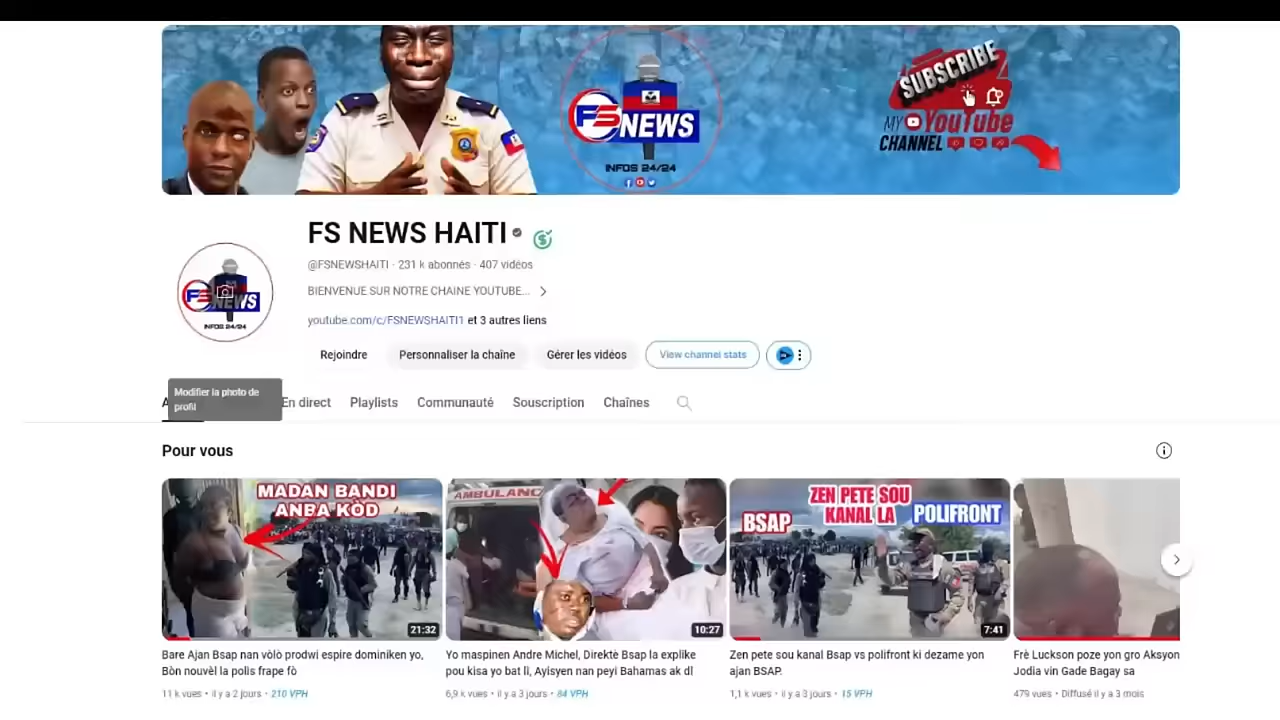 FS NEWS
INFOS 24/24
SUBSCRIBE
MY YouTube
CHANNEL
FS NEWS HAITI
@FSNEWSHAITI · 231 k abonnés · 407 vidéos
BIENVENUE SUR NOTRE CHAINE YOUTUBE...
youtube.com/c/FSNEWSHAITI1 et 3 autres liens
FS NEWS
INFOS 24/24
Rejoindre
Personnaliser la chaîne
Gérer les vidéos
View channel stats
Modifier la photo de
profil
A
En direct
Playlists
Communauté
Souscription
Chaînes
Pour vous
MADAN BANDI
ANBA KÒD
21:32
AMBULANC
10:27
ZEN PETE SOU
KANAL LA
BSAP
POLIFRONT
7:41
Bare Ajan Bsap nan vòlò prodwi espire dominiken yo,
Bòn nouvèl la polis frape fò
11 k vues • il y a 2 jours • 210 VPH
Yo maspinen Andre Michel, Direktè Bsap la explike
pou kisa yo bat li, Ayisyen nan peyi Bahamas ak dl
6,9 k vues • il y a 3 jours • 84 VPH
Zen pete sou kanal Bsap vs polifront ki dezame yon
ajan BSAP.
1,1 k vues • il y a 3 jours • 15 VPH
Frè Luckson poze yon gro Aksyon
Jodia vin Gade Bagay sa
479 vues • Diffusé il y a 3 mois